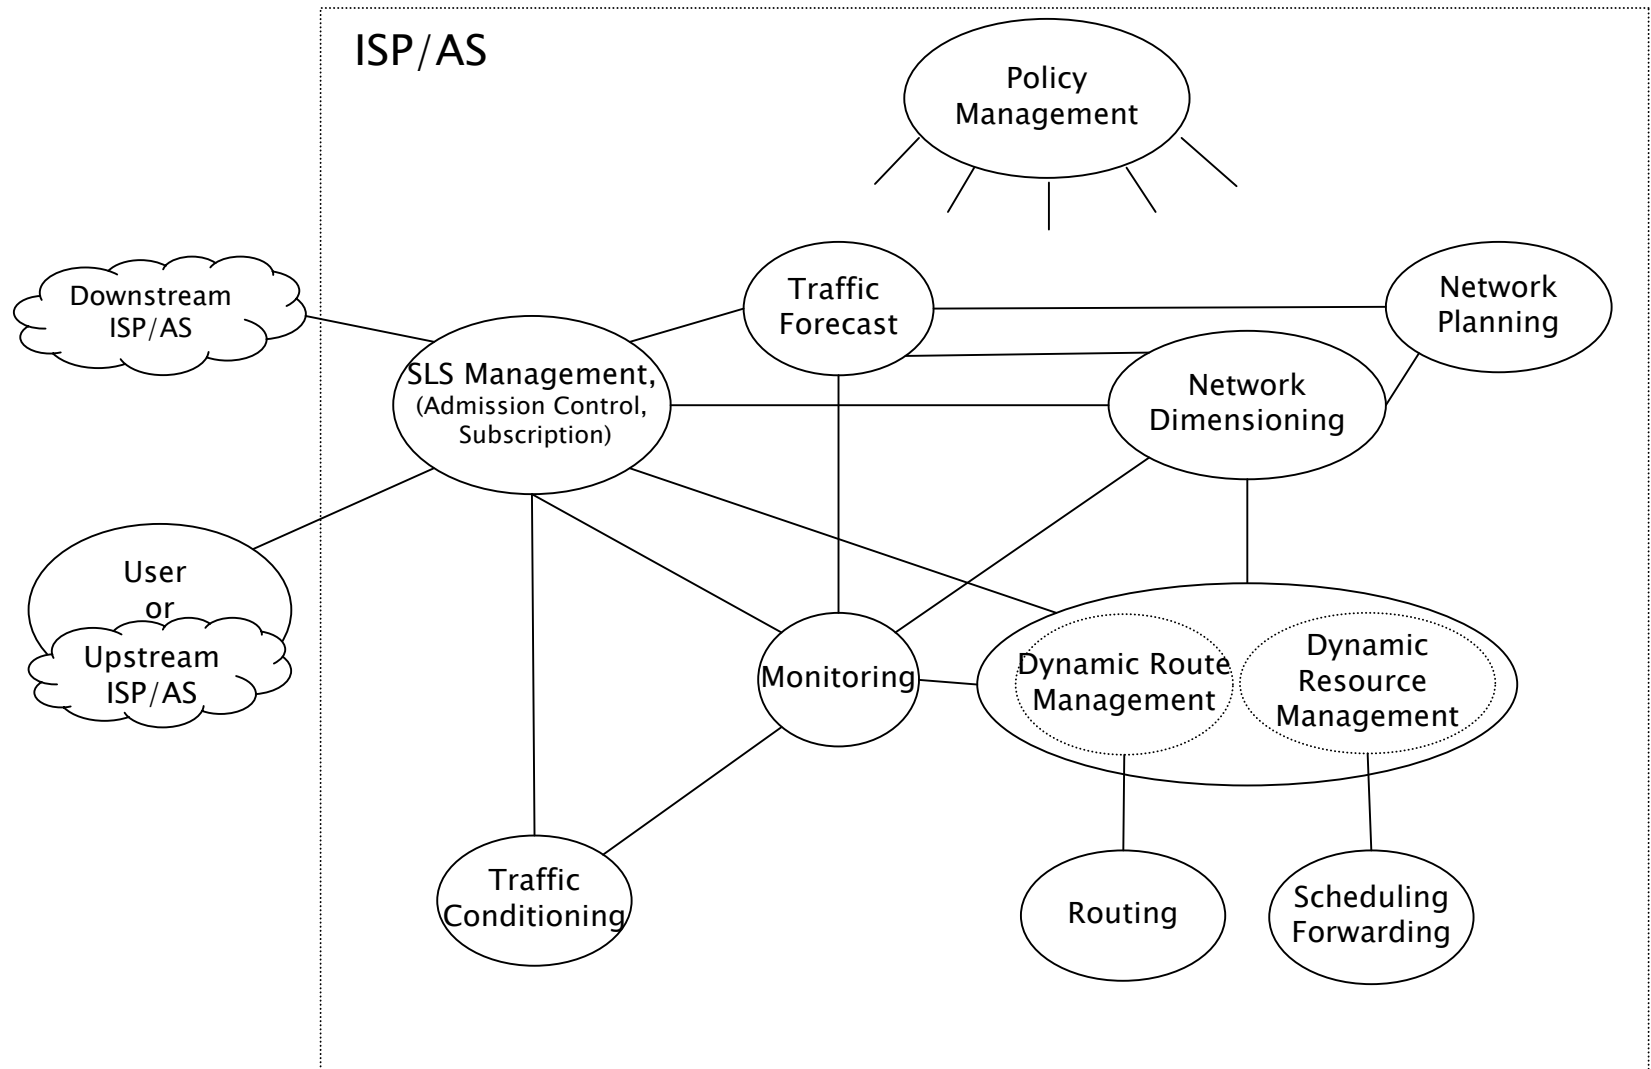 ISP/AS
Policy
Management
Downstream
ISP/AS
Traffic
Forecast
Network
Planning
SLS Management,
(Admission Control,
Subscription)
Network
Dimensioning
User
or
Upstream
ISP/AS
Monitoring
Dynamic Route
Management
Dynamic
Resource
Management
Traffic
Conditioning
Routing
Scheduling
Forwarding